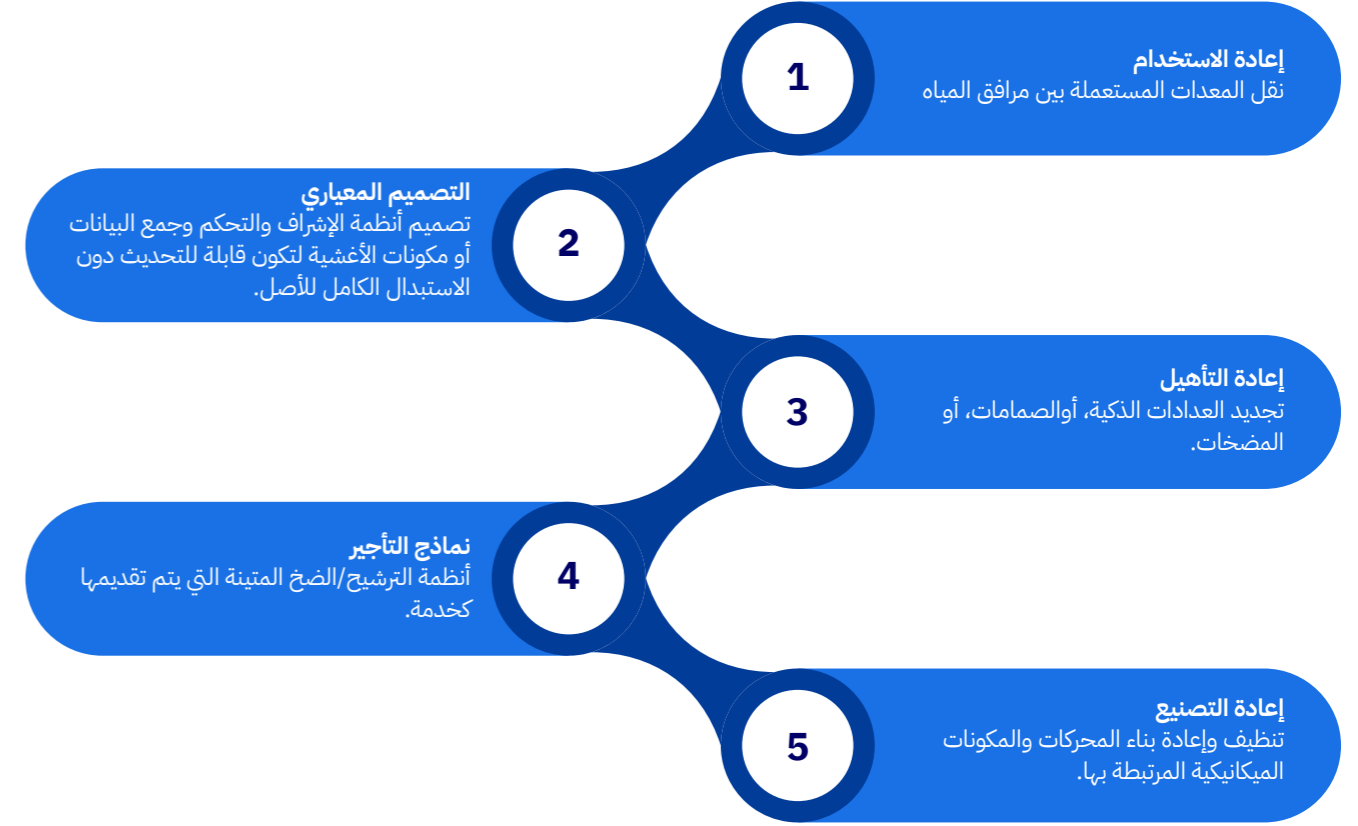 1
إعادة الاستخدام
نقل المعدات المستعملة بين مرافق المياه
2
التصميم المعياري
تصميم أنظمة الإشراف والتحكم وجمع البيانات
أو مكونات الأغشية لتكون قابلة للتحديث دون
الاستبدال الكامل للأصل.
3
إعادة التأهيل
تجديد العدادات الذكية، أوالصمامات، أو
المضخات.
4
نماذج التأجير
أنظمة الترشيح/الضخ المتينة التي يتم تقديمها
كخدمة.
5
إعادة التصنيع
تنظيف وإعادة بناء المحركات والمكونات
الميكانيكية المرتبطة بها.